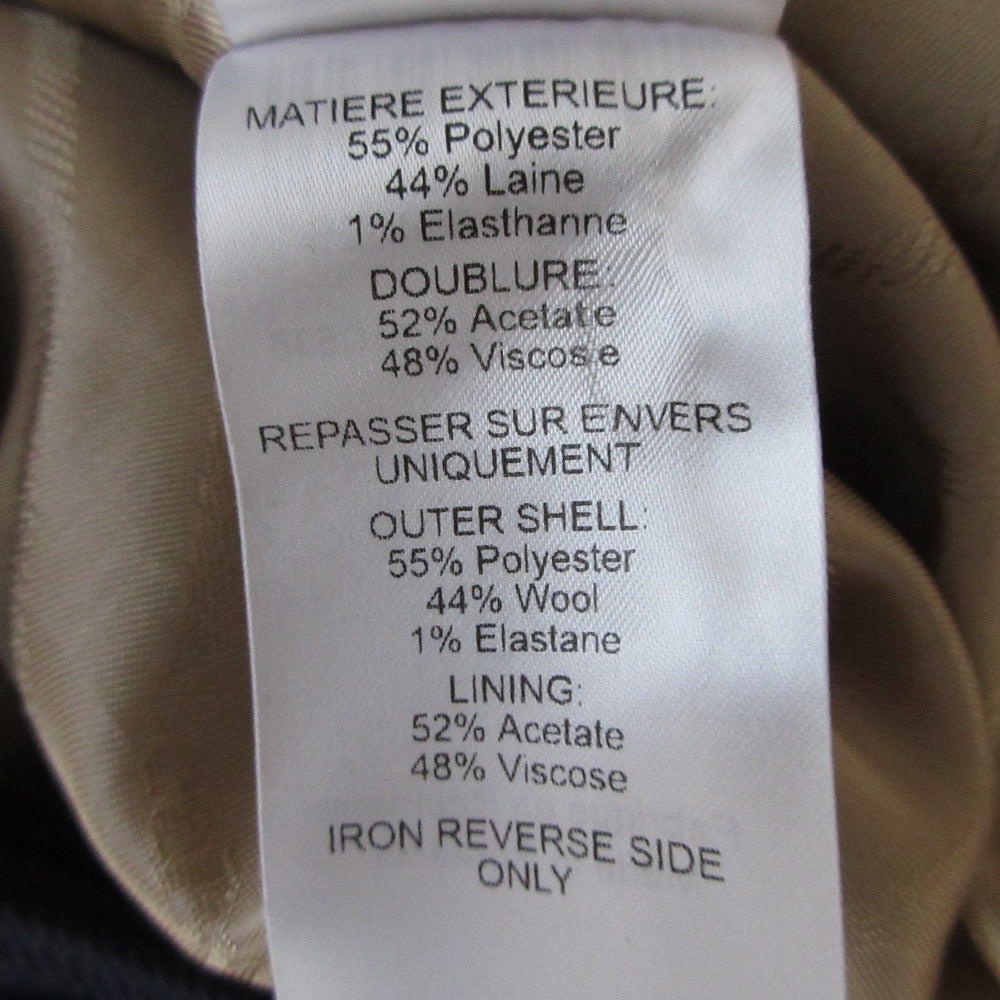 MATIERE EXTERIEURE:
55% Polyester
44% Laine
1% Elasthanne
DOUBLURE:
52% Acetate
48% Viscose
REPASSER SUR ENVERS
UNIQUEMENT
OUTER SHELL:
55% Polyester
44% Wool
1% Elastane
LINING:
52% Acetate
48% Viscose
IRON REVERSE SIDE
ONLY